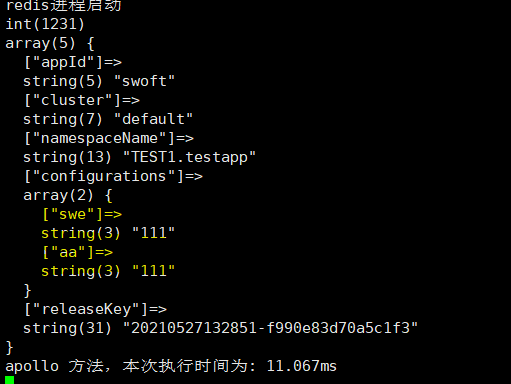 redis进程启动
int(1231)
array(5) {
["appId"]=>
string(5) "swoft"
["cluster"]=>
string(7) "default"
["namespaceName"]=>
string(13) "TEST1.testapp"
["configurations"]=>
array(2) {
["swe"]=>
string(3) "111"
["aa"]=>
string(3) "111"
}
["releaseKey"]=>
string(31) "20210527132851-f990e83d70a5c1f3"
}
apollo 方法，本次执行时间为: 11.067ms